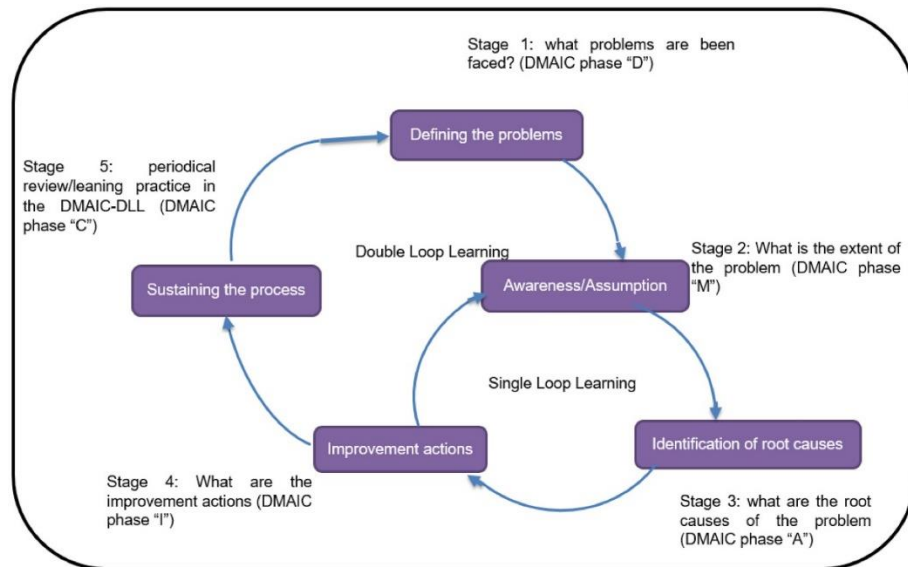 Stage 1: what problems are been
faced? (DMAIC phase “D”)
Defining the problems
Stage 5: periodical
review/leaning practice in
the DMAIC-DLL (DMAIC
phase “C”)
Double Loop Learning
Stage 2: What is the extent of
the problem (DMAIC phase
“M”)
Awareness/Assumption
Sustaining the process
Single Loop Learning
Improvement actions
Identification of root causes
Stage 4: What are the
improvement actions (DMAIC
phase “I”)
Stage 3: what are the root
causes of the problem
(DMAIC phase “A”)